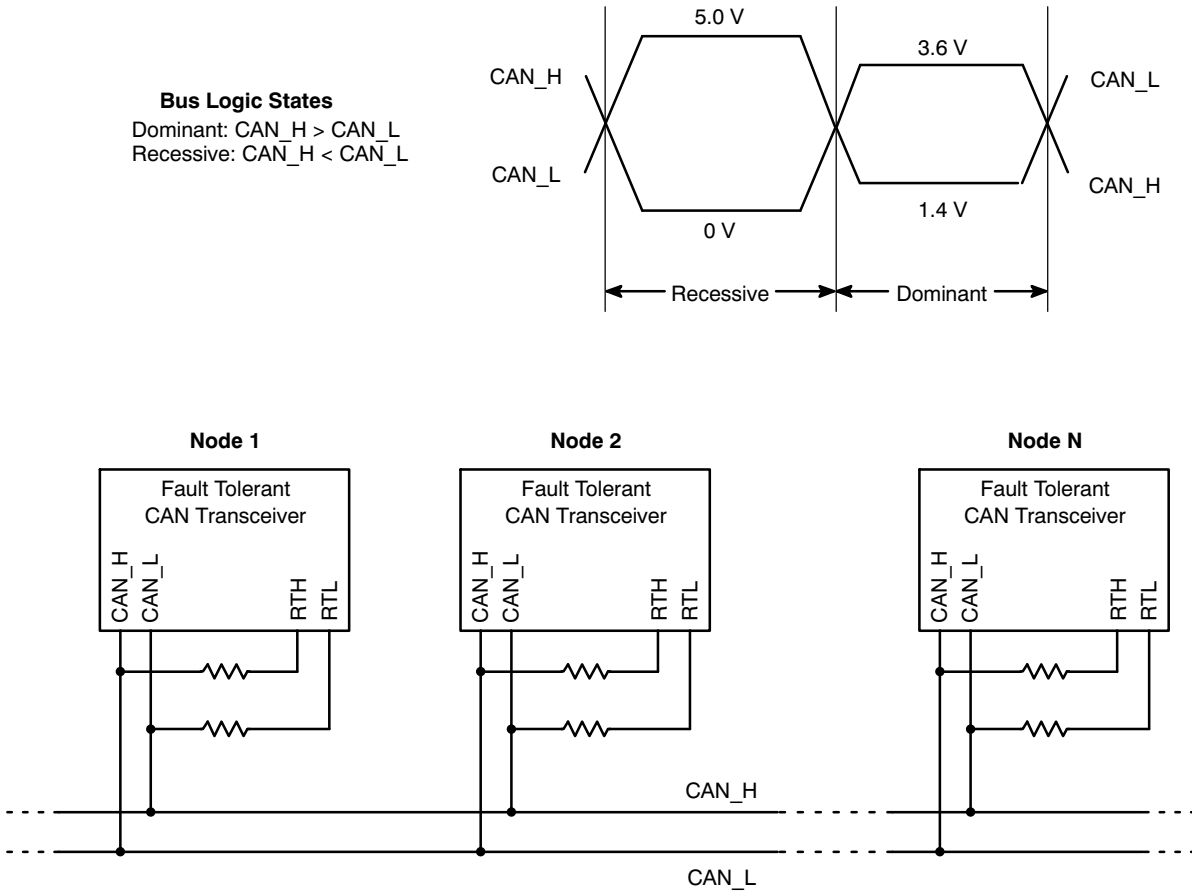 5.0 V
3.6 V
CAN_H
CAN_L
Bus Logic States
Dominant: CAN_H > CAN_L
Recessive: CAN_H < CAN_L
CAN_L
CAN_H
1.4 V
0 V
Recessive
Dominant
Node 1
Node 2
Node N
Fault Tolerant
CAN Transceiver
CAN_H
CAN_L
RTH
RTL
Fault Tolerant
CAN Transceiver
CAN_H
CAN_L
RTH
RTL
Fault Tolerant
CAN Transceiver
CAN_H
CAN_L
RTH
RTL
CAN_H
CAN_L